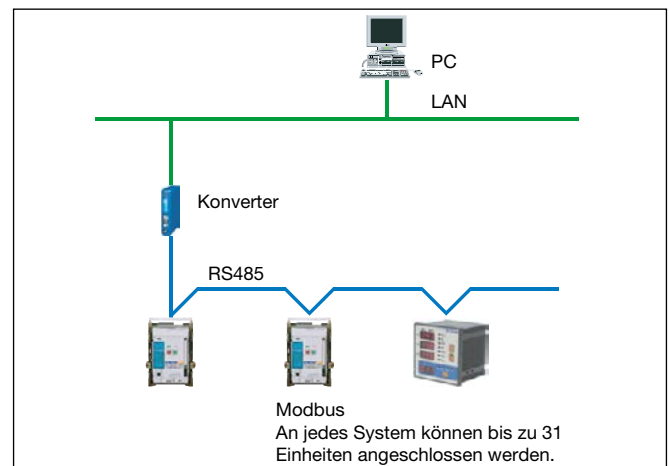 PC
LAN
Konverter
RS485
Modbus
An jedes System können bis zu 31
Einheiten angeschlossen werden.